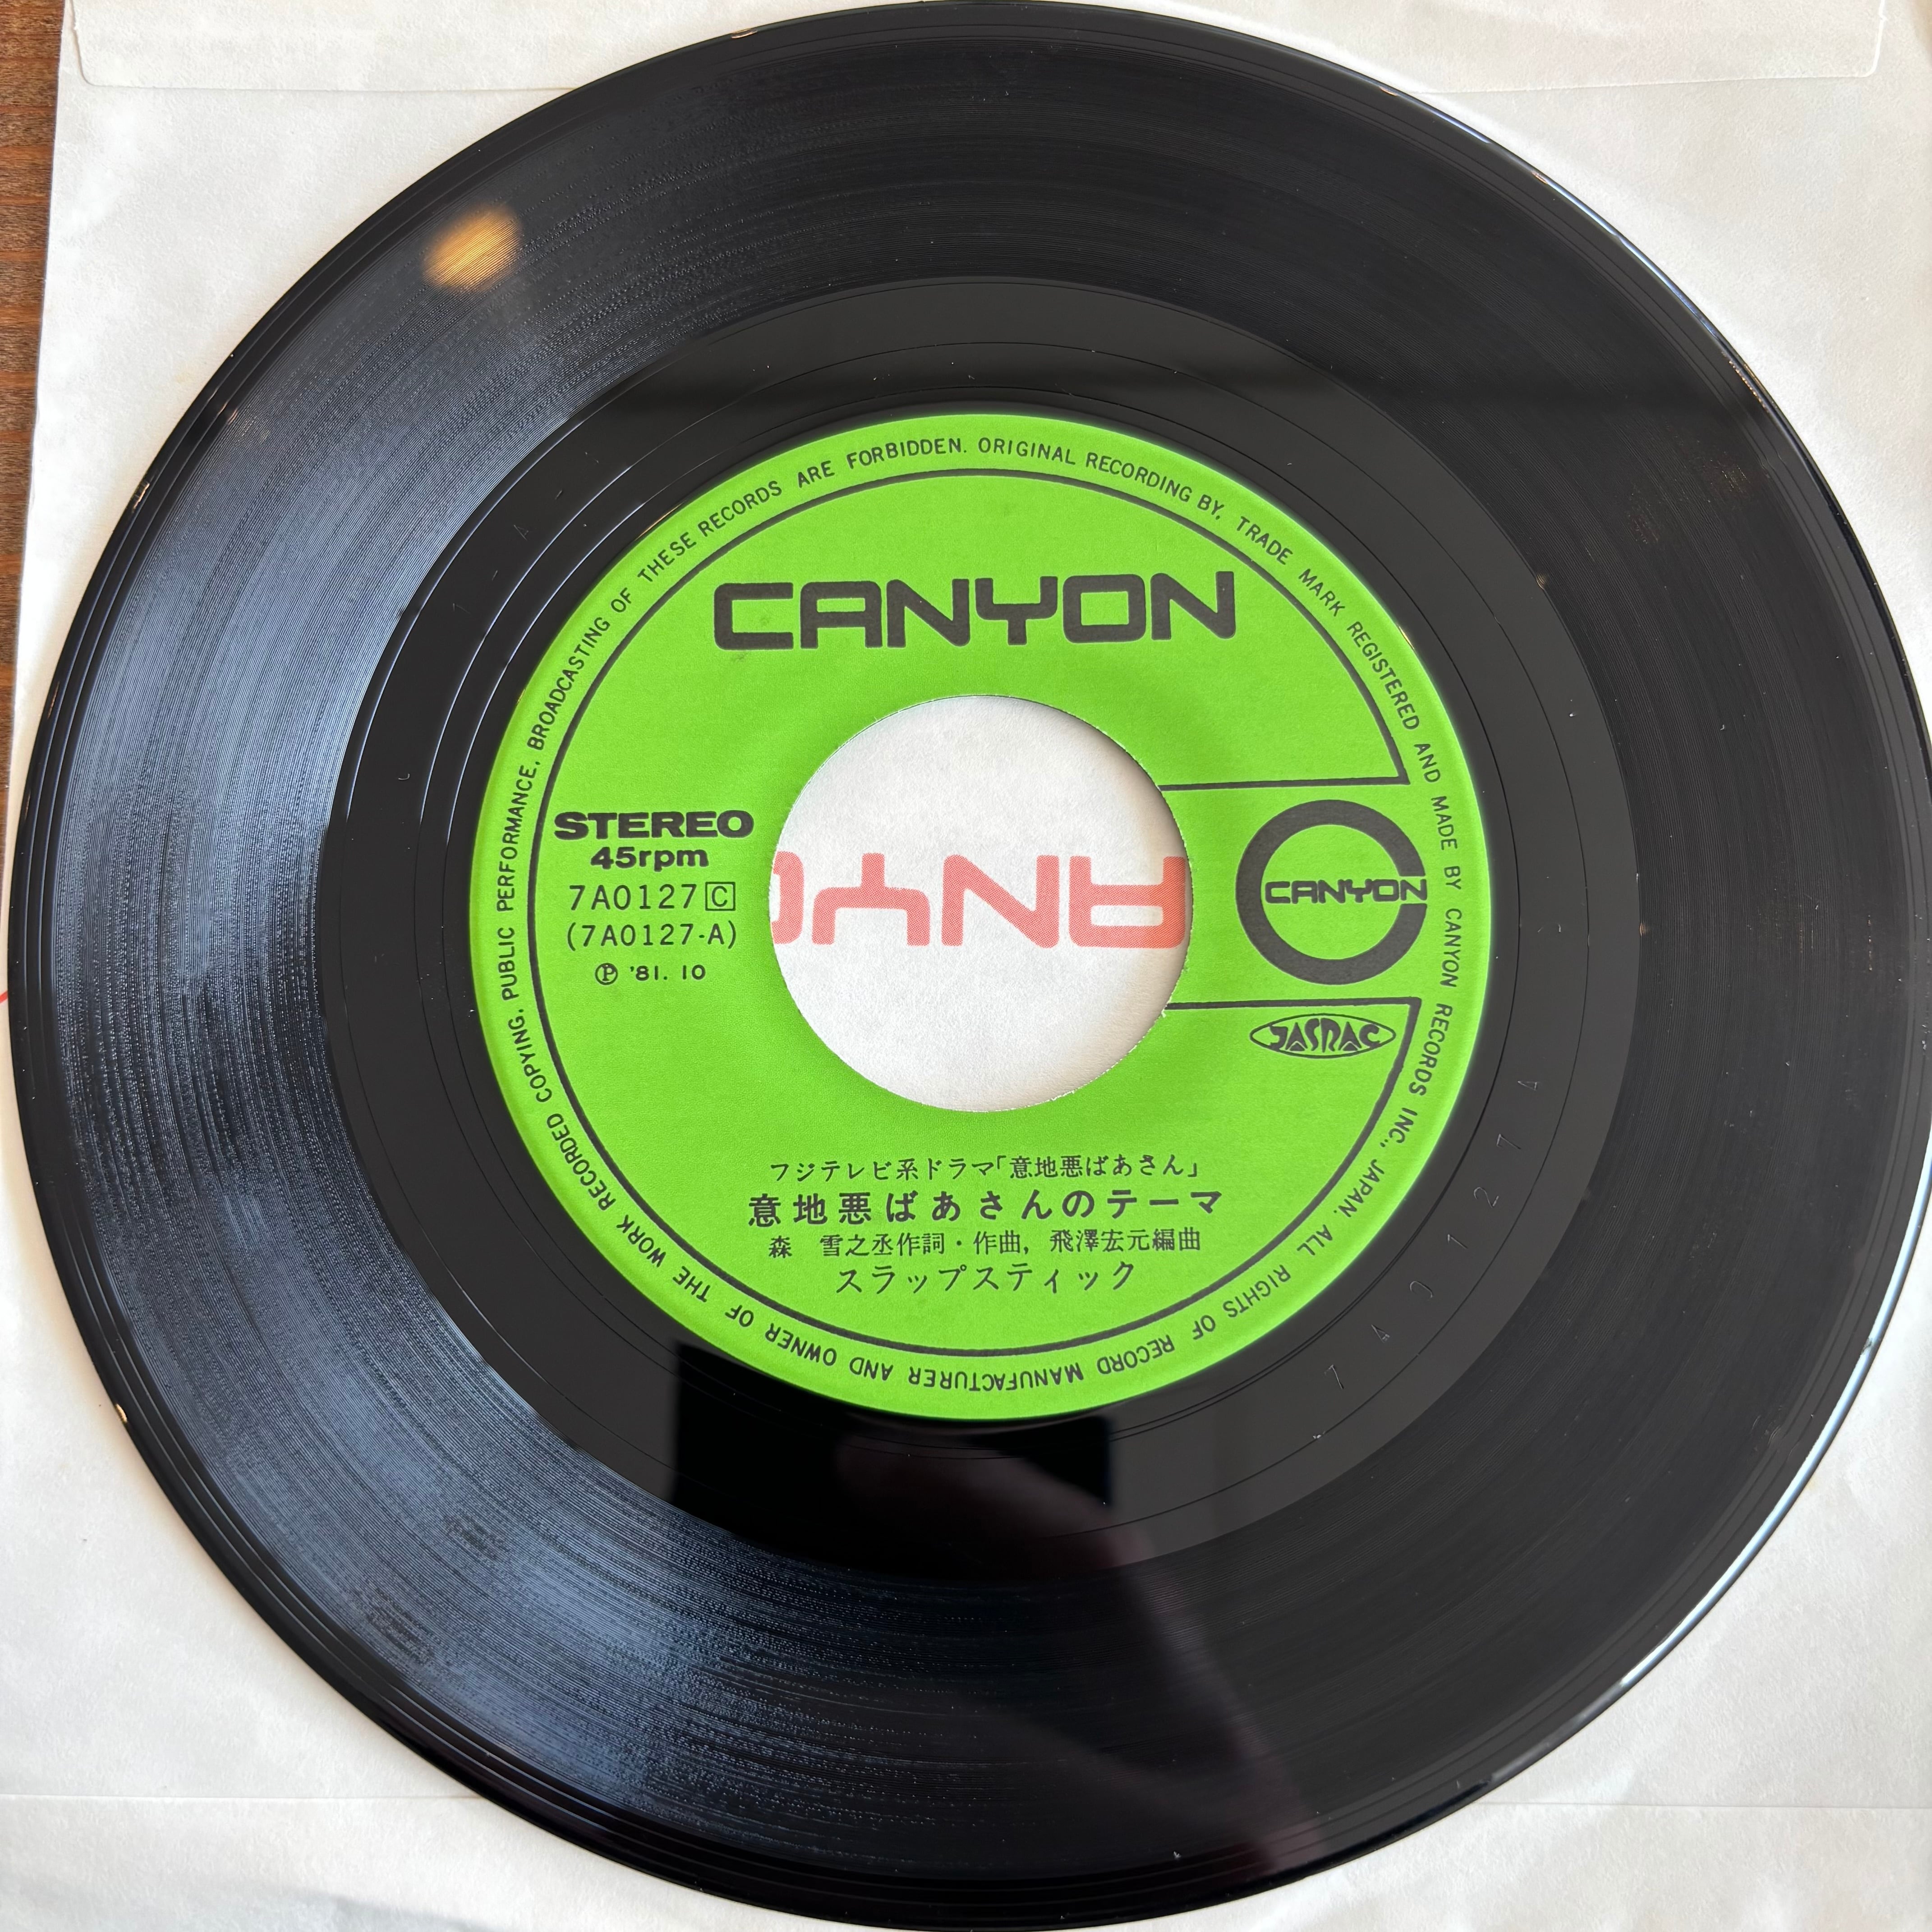 BROADCASTING OF THESE RECORDS ARE FORBIDDEN. ORIGINAL RECORDING BY, TRADE MARK REGISTERED AND MADE BY CANYON RECORDS INC., JAPAN. ALL RIGHTS OF RECORD MANUFACTURER AND OWNER OF THE WORK RECORDED COPYING, PUBLIC PERFORMANCE,
CANYON
STEREO
45rpm
7A0127 C
(7A0127-A)
Ⓟ '81. 10
ANYO
CANYON
JASRAC
フジテレビ系ドラマ「意地悪ばあさん」
意地悪ばあさんのテーマ
森 雪之丞作詞・作曲, 飛澤宏元編曲
スラップスティック
7A0127A